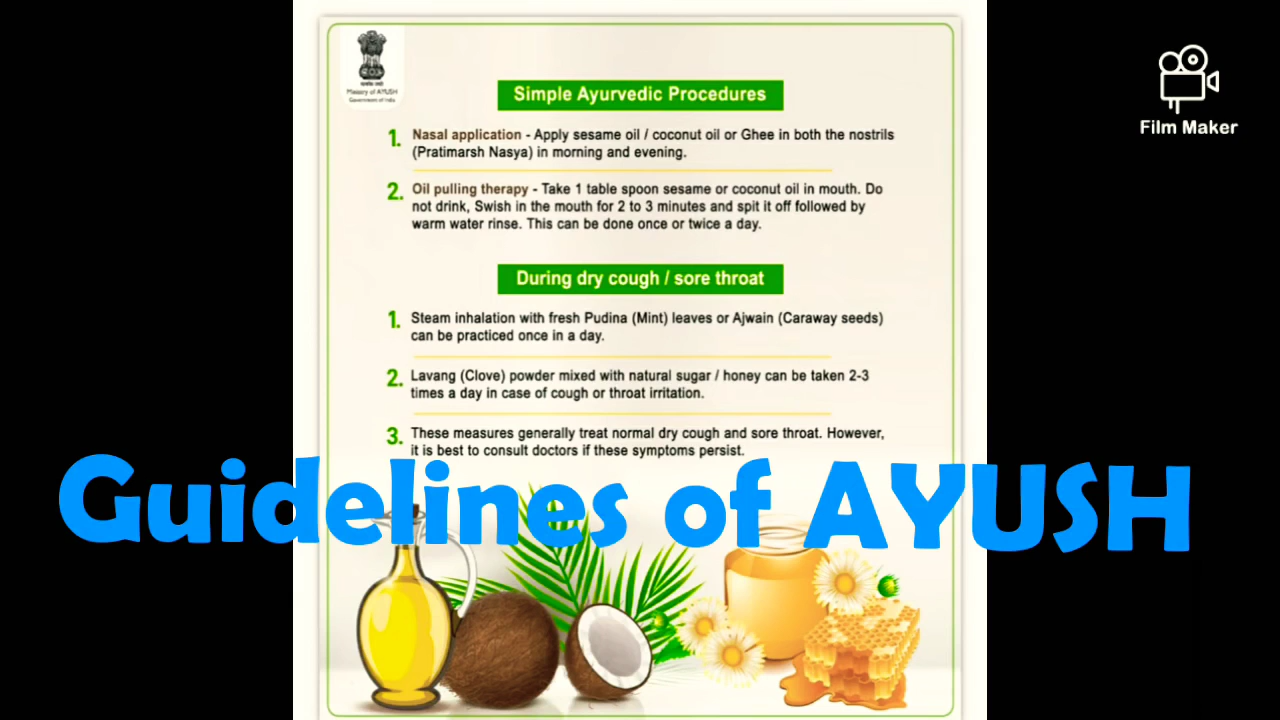 Ministry of AYUSH
Government of India
Film Maker
Simple Ayurvedic Procedures
1. Nasal application - Apply sesame oil / coconut oil or Ghee in both the nostrils
(Pratimarsh Nasya) in morning and evening.
2. Oil pulling therapy - Take 1 table spoon sesame or coconut oil in mouth. Do
not drink, Swish in the mouth for 2 to 3 minutes and spit it off followed by
warm water rinse. This can be done once or twice a day.
During dry cough / sore throat
1. Steam inhalation with fresh Pudina (Mint) leaves or Ajwain (Caraway seeds)
can be practiced once in a day.
2. Lavang (Clove) powder mixed with natural sugar / honey can be taken 2-3
times a day in case of cough or throat irritation.
3. These measures generally treat normal dry cough and sore throat. However,
it is best to consult doctors if these symptoms persist.
Guidelines of AYUSH